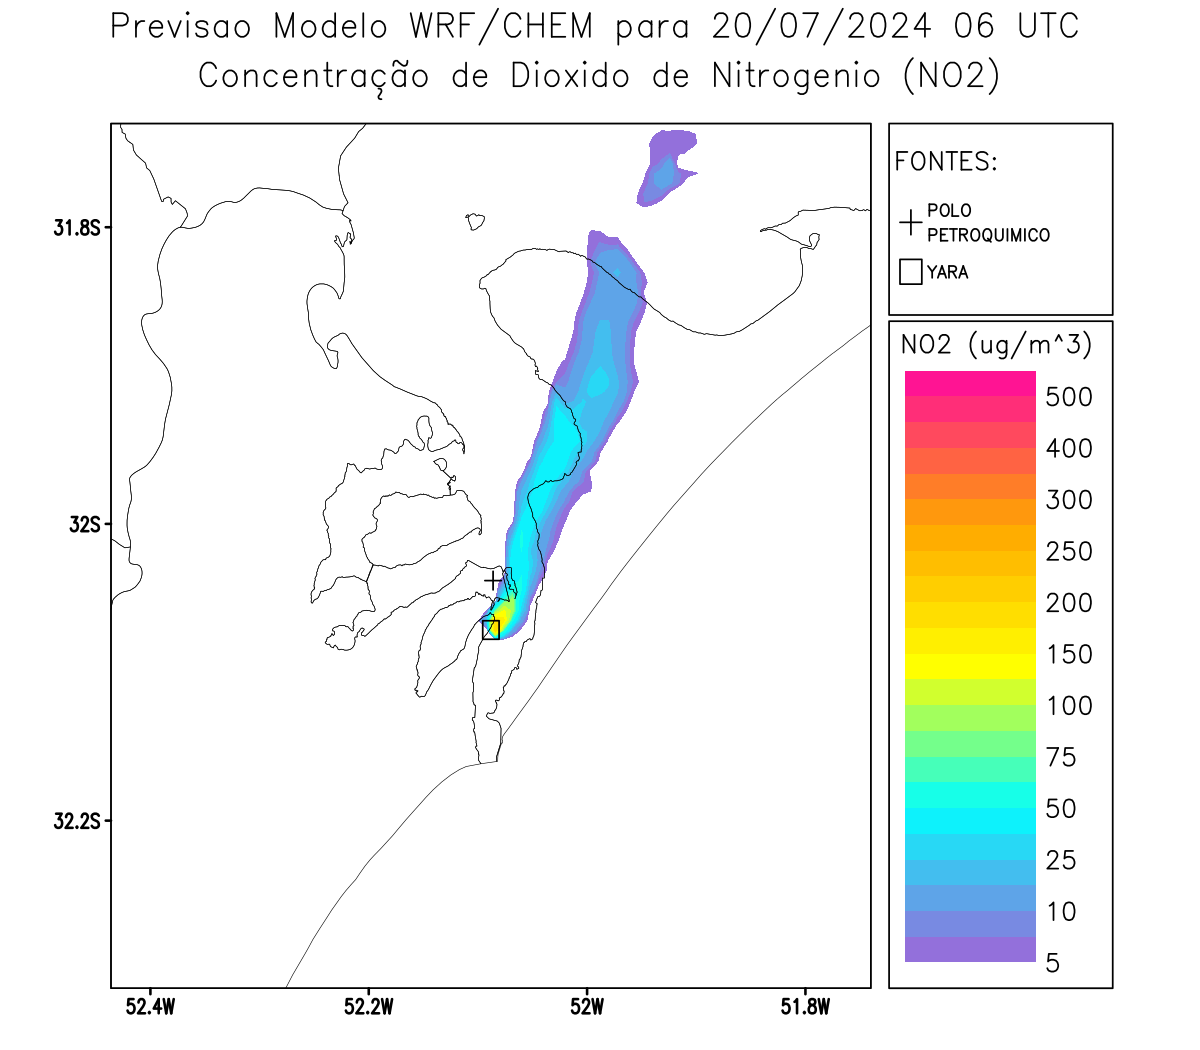 Previsao Modelo WRF/CHEM para 20/07/2024 06 UTC
Concentração de Dioxido de Nitrogenio (NO2)
FONTES:
POLO
PETROQUIMICO
YARA
NO2 (ug/m^3)
500
400
300
250
200
150
100
75
50
25
10
5
31.8S
32S
32.2S
52.4W
52.2W
52W
51.8W